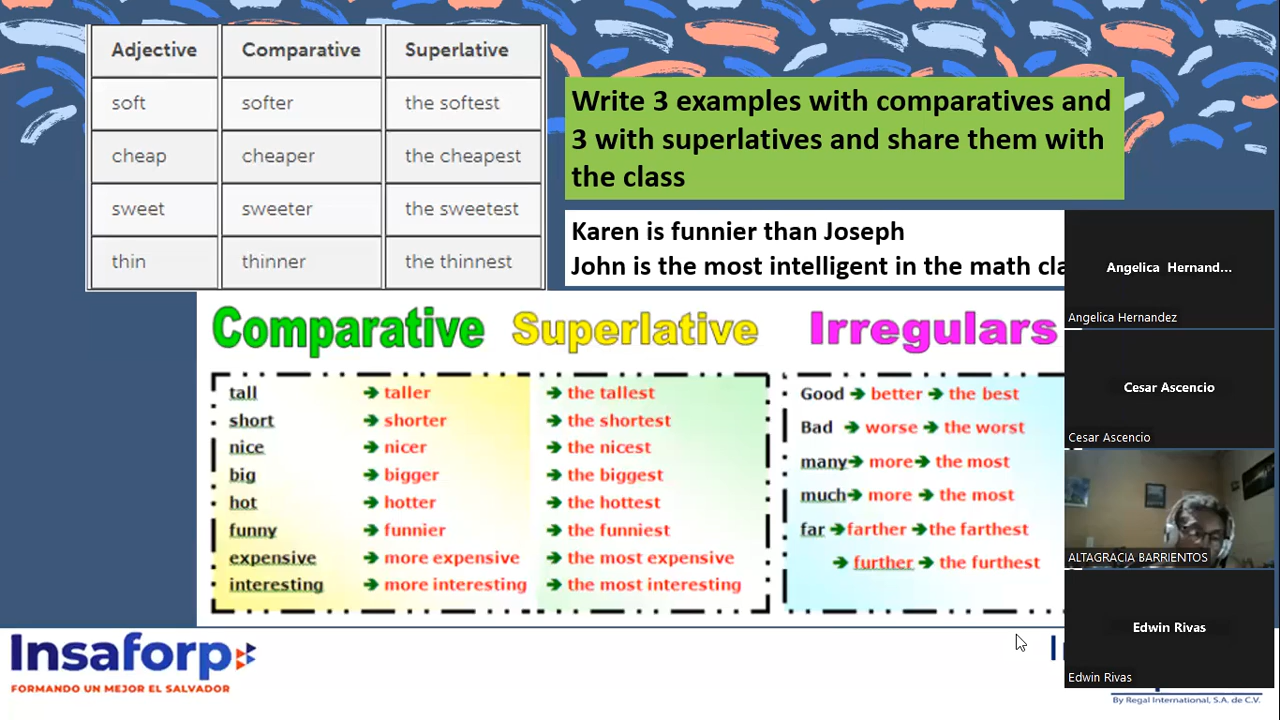 Adjective Comparative Superlative
soft softer the softest
cheap cheaper the cheapest
sweet sweeter the sweetest
thin thinner the thinnest
Write 3 examples with comparatives and
3 with superlatives and share them with
the class
Karen is funnier than Joseph
John is the most intelligent in the math
Comparative Superlative Irregulars
tall taller the tallest
short shorter the shortest
nice nicer the nicest
big bigger the biggest
hot hotter the hottest
funny funnier the funniest
expensive more expensive the most expensive
interesting more interesting the most interesting
Good better the best
Bad worse the worst
many more the most
much more the most
far farther the farthest
further the furthest
Angelica Hernand...
Angelica Hernandez
Cesar Ascencio
Cesar Ascencio
ALTAGRACIA BARRIENTOS
Edwin Rivas
Edwin Rivas
Insaforp
FORMANDO UN MEJOR EL SALVADOR
By Regal International, S.A. de C.V.